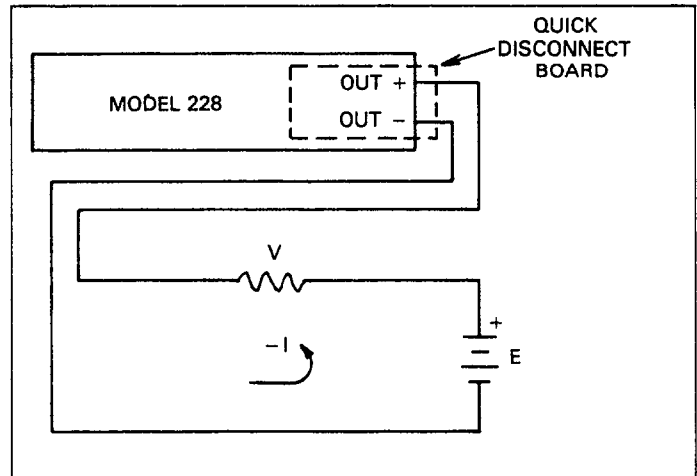 QUICK
DISCONNECT
BOARD
MODEL 228
OUT +
OUT -
V
-I
+
E